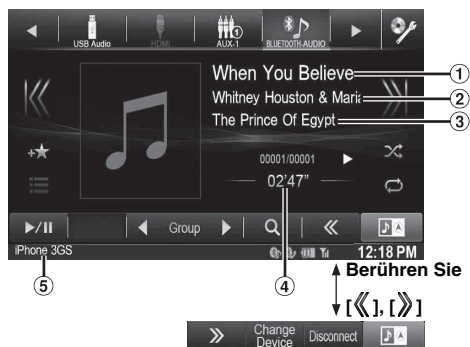 USB Audio HDMI AUX-1 BLUETOOTH-AUDIO
When You Believe ①
Whitney Houston & Maria ②
The Prince Of Egypt ③
00001/00001
02'47"
Group
iPhone 3GS 12:18 PM
⑤ ④
Berühren Sie
[《], [》]
Change Device Disconnect